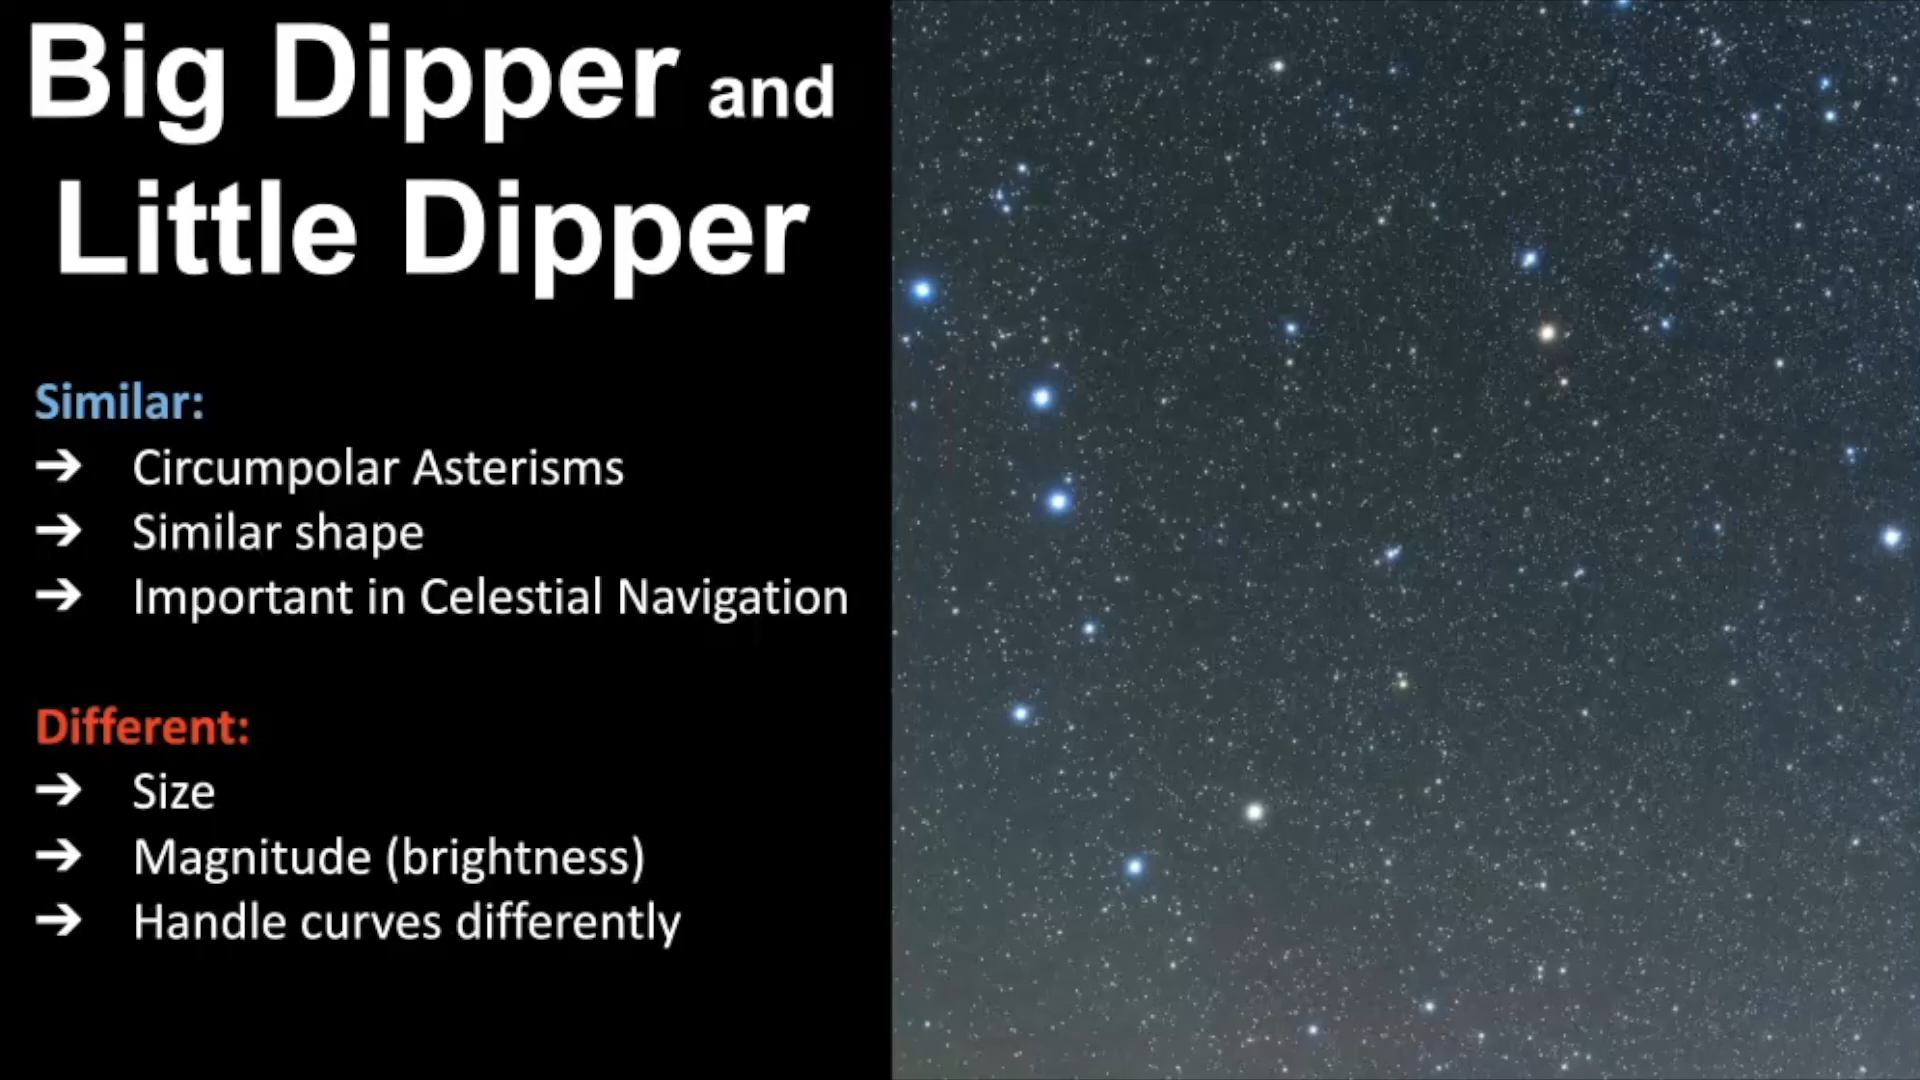 Big Dipper and
Little Dipper
Similar:
➔ Circumpolar Asterisms
➔ Similar shape
➔ Important in Celestial Navigation
Different:
➔ Size
➔ Magnitude (brightness)
➔ Handle curves differently